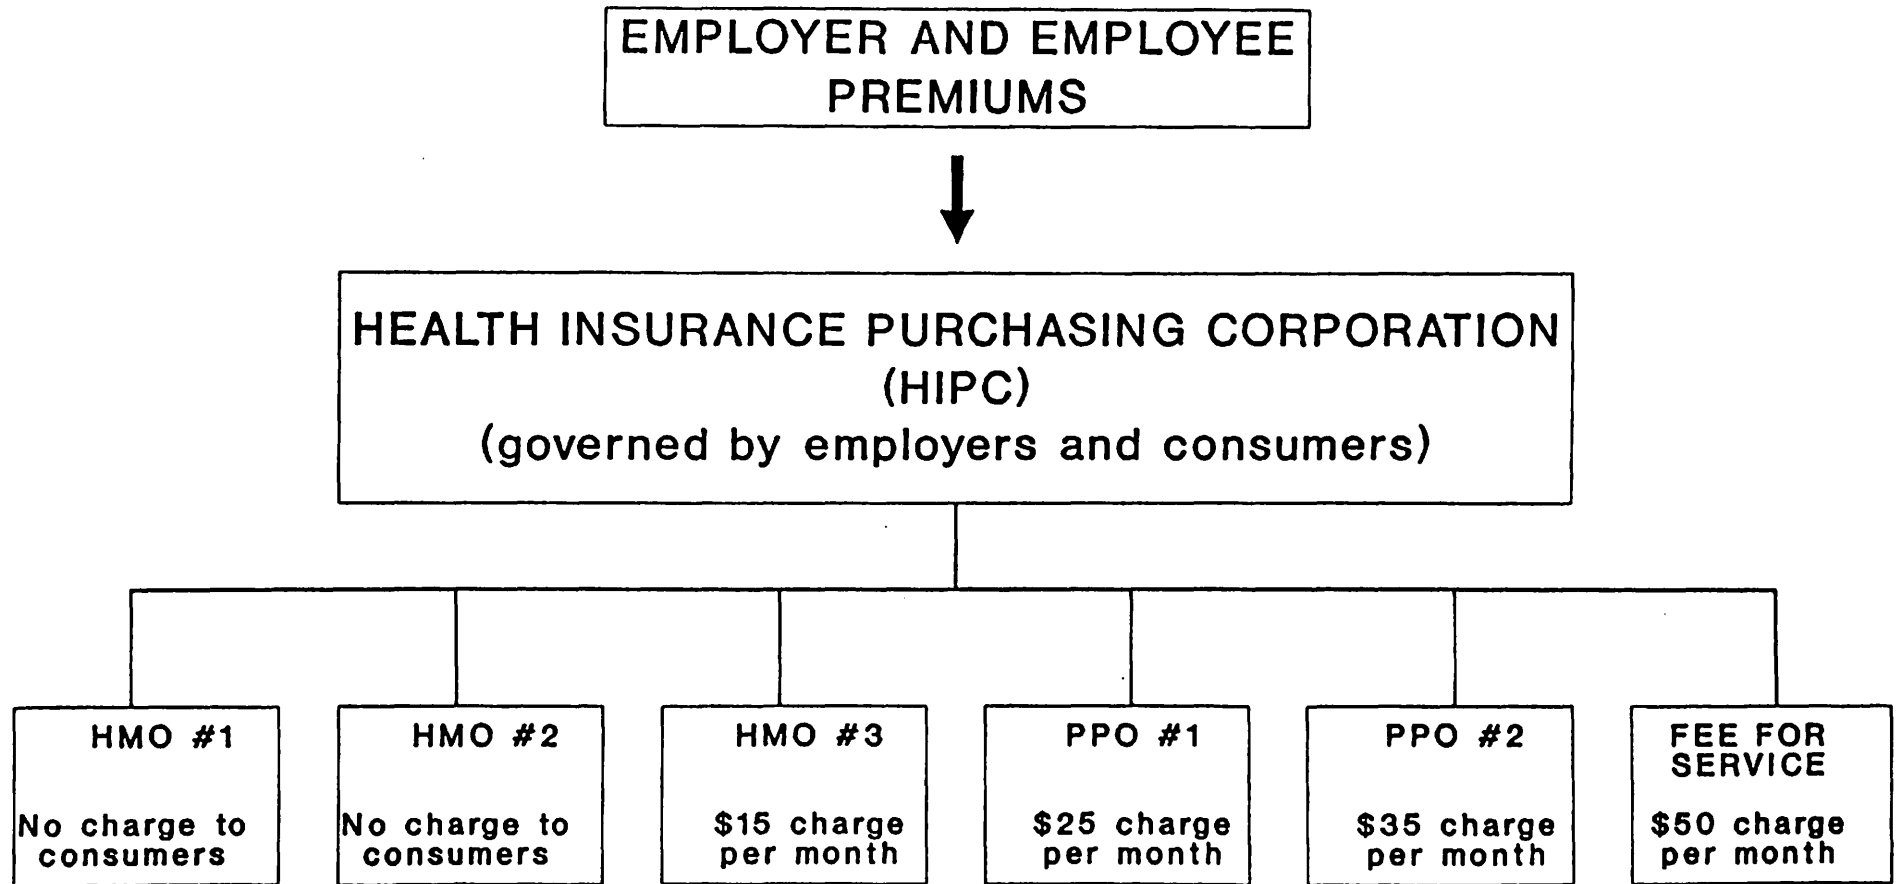 EMPLOYER AND EMPLOYEE
PREMIUMS
HEALTH INSURANCE PURCHASING CORPORATION
(HIPC)
(governed by employers and consumers)
HMO #1
No charge to
consumers
HMO #2
No charge to
consumers
HMO #3
$15 charge
per month
PPO #1
$25 charge
per month
PPO #2
$35 charge
per month
FEE FOR
SERVICE
$50 charge
per month